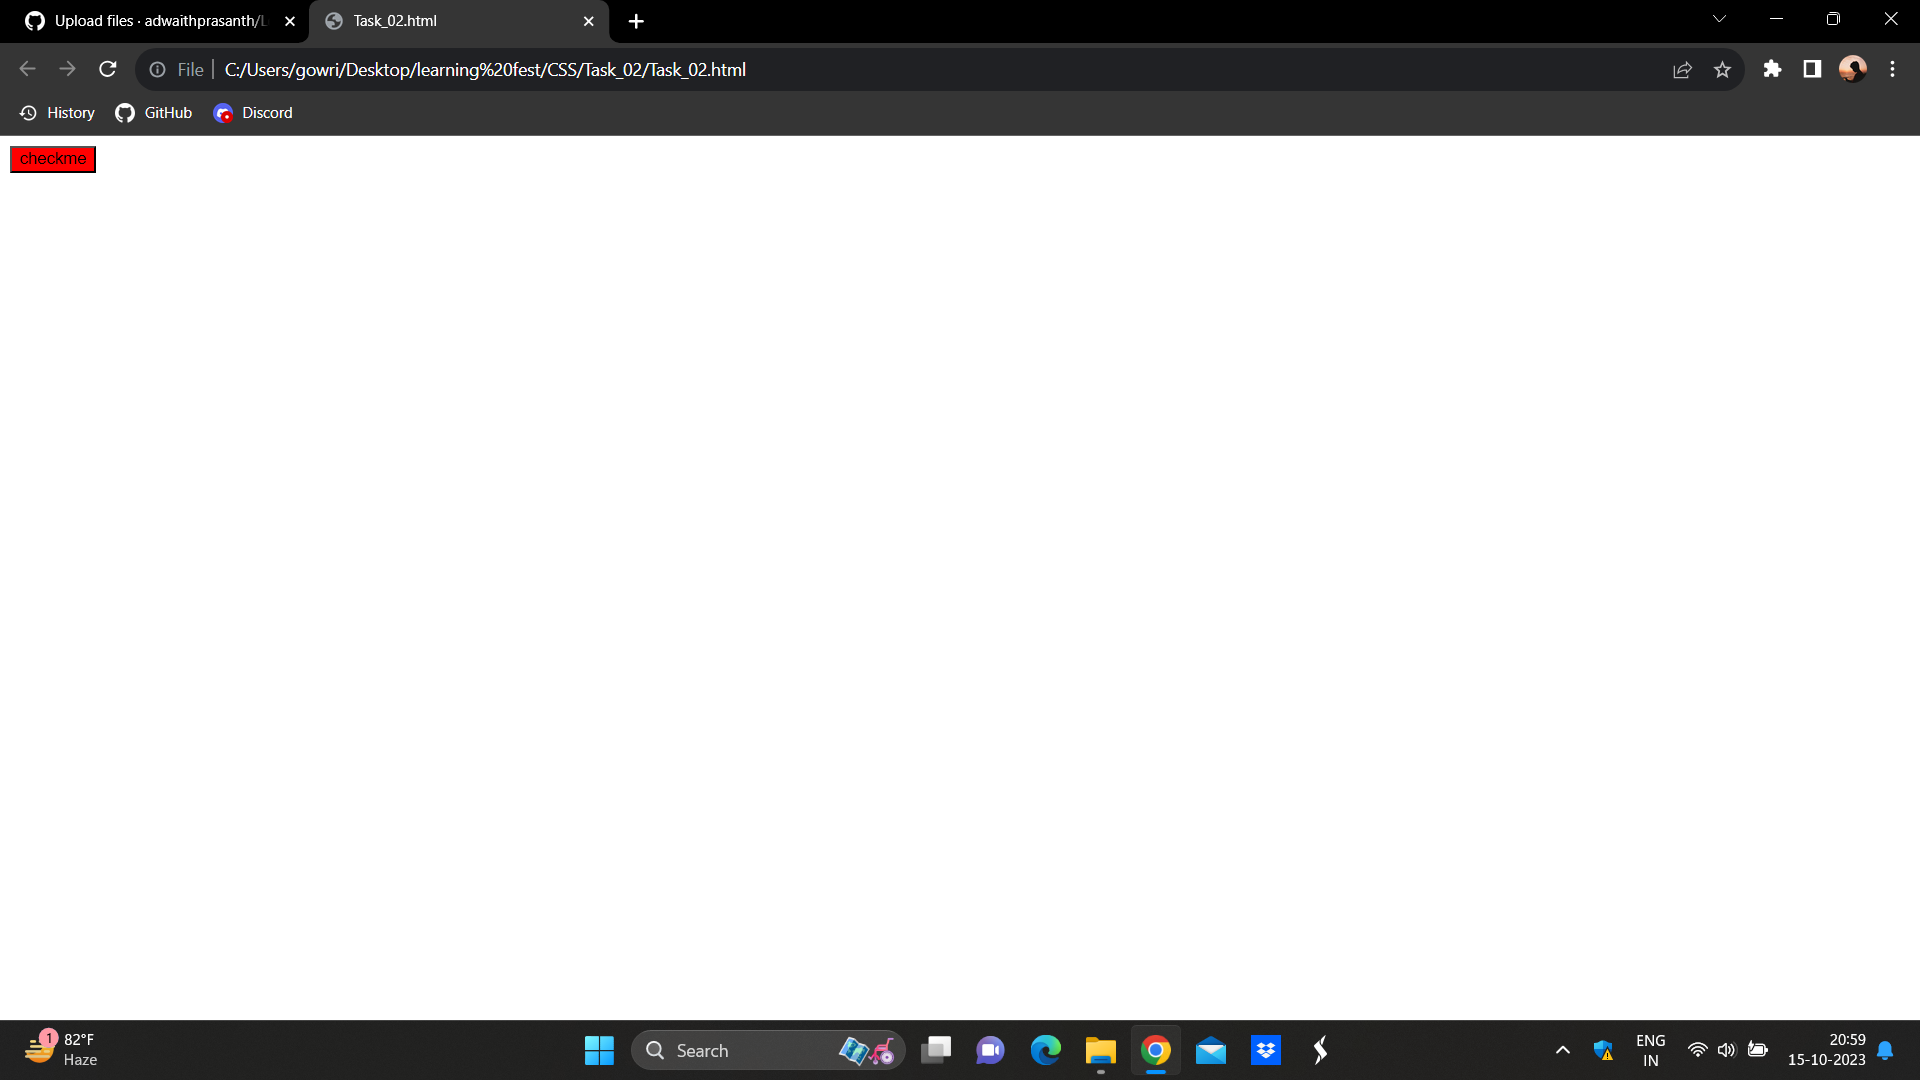 Upload files · adwaithprasanth/L
Task_02.html
File
C:/Users/gowri/Desktop/learning%20fest/CSS/Task_02/Task_02.html
History
GitHub
Discord
checkme
1
82°F
Haze
Search
ENG
IN
20:59
15-10-2023